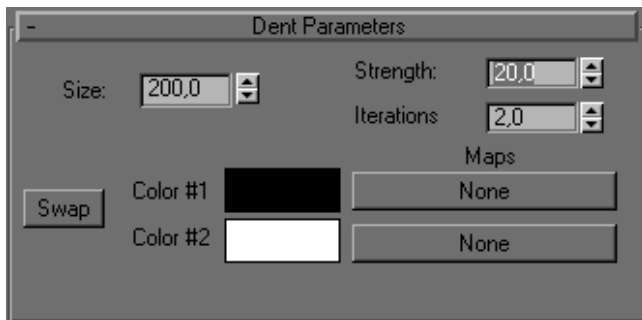 - Dent Parameters
Size: 200,0 Strength: 20,0
Iterations 2,0
Maps
Swap Color #1 None
Color #2 None